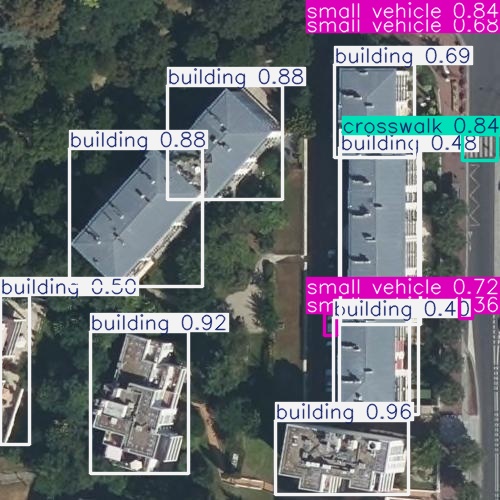 small vehicle 0.84
small vehicle 0.68
building 0.69
building 0.88
crosswalk 0.84
building 0.88
building 0.48
building 0.50
small vehicle 0.72
building 0.40
building 0.92
building 0.96